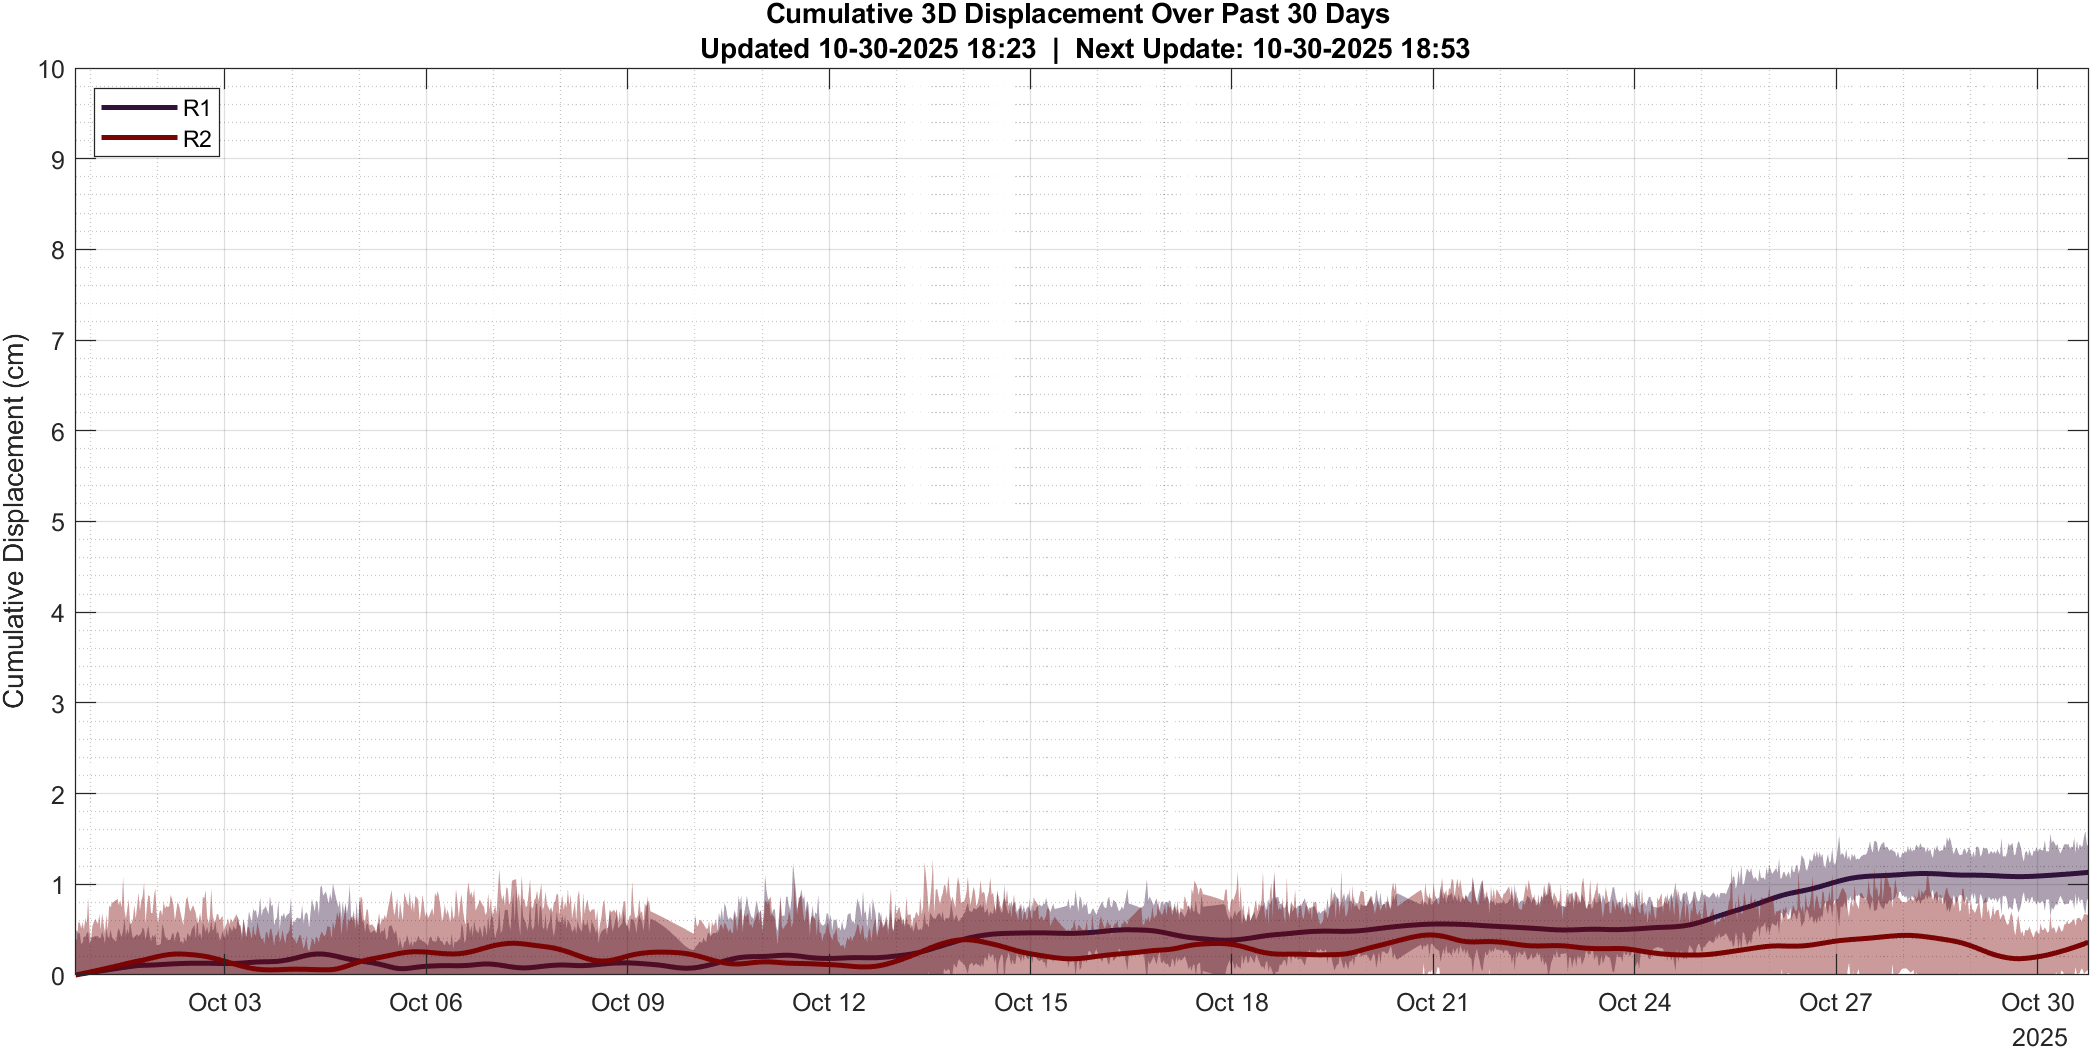 Cumulative 3D Displacement Over Past 30 Days
Updated 10-30-2025 18:23 | Next Update: 10-30-2025 18:53
R1
R2
Cumulative Displacement (cm)
10
9
8
7
6
5
4
3
2
1
0
Oct 03 Oct 06 Oct 09 Oct 12 Oct 15 Oct 18 Oct 21 Oct 24 Oct 27 Oct 30
2025